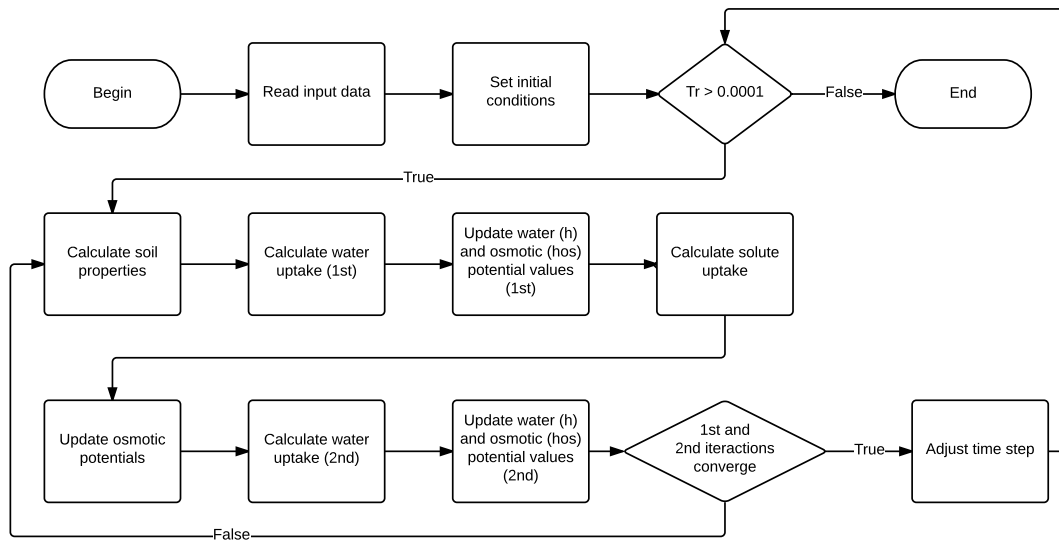 Begin
Read input data
Set initial
conditions
Tr > 0.0001
False
End
True
Calculate soil
properties
Calculate water
uptake (1st)
Update water (h)
and osmotic (hos)
potential values
(1st)
Calculate solute
uptake
Update osmotic
potentials
Calculate water
uptake (2nd)
Update water (h)
and osmotic (hos)
potential values
(2nd)
1st and
2nd iteractions
converge
True
Adjust time step
False